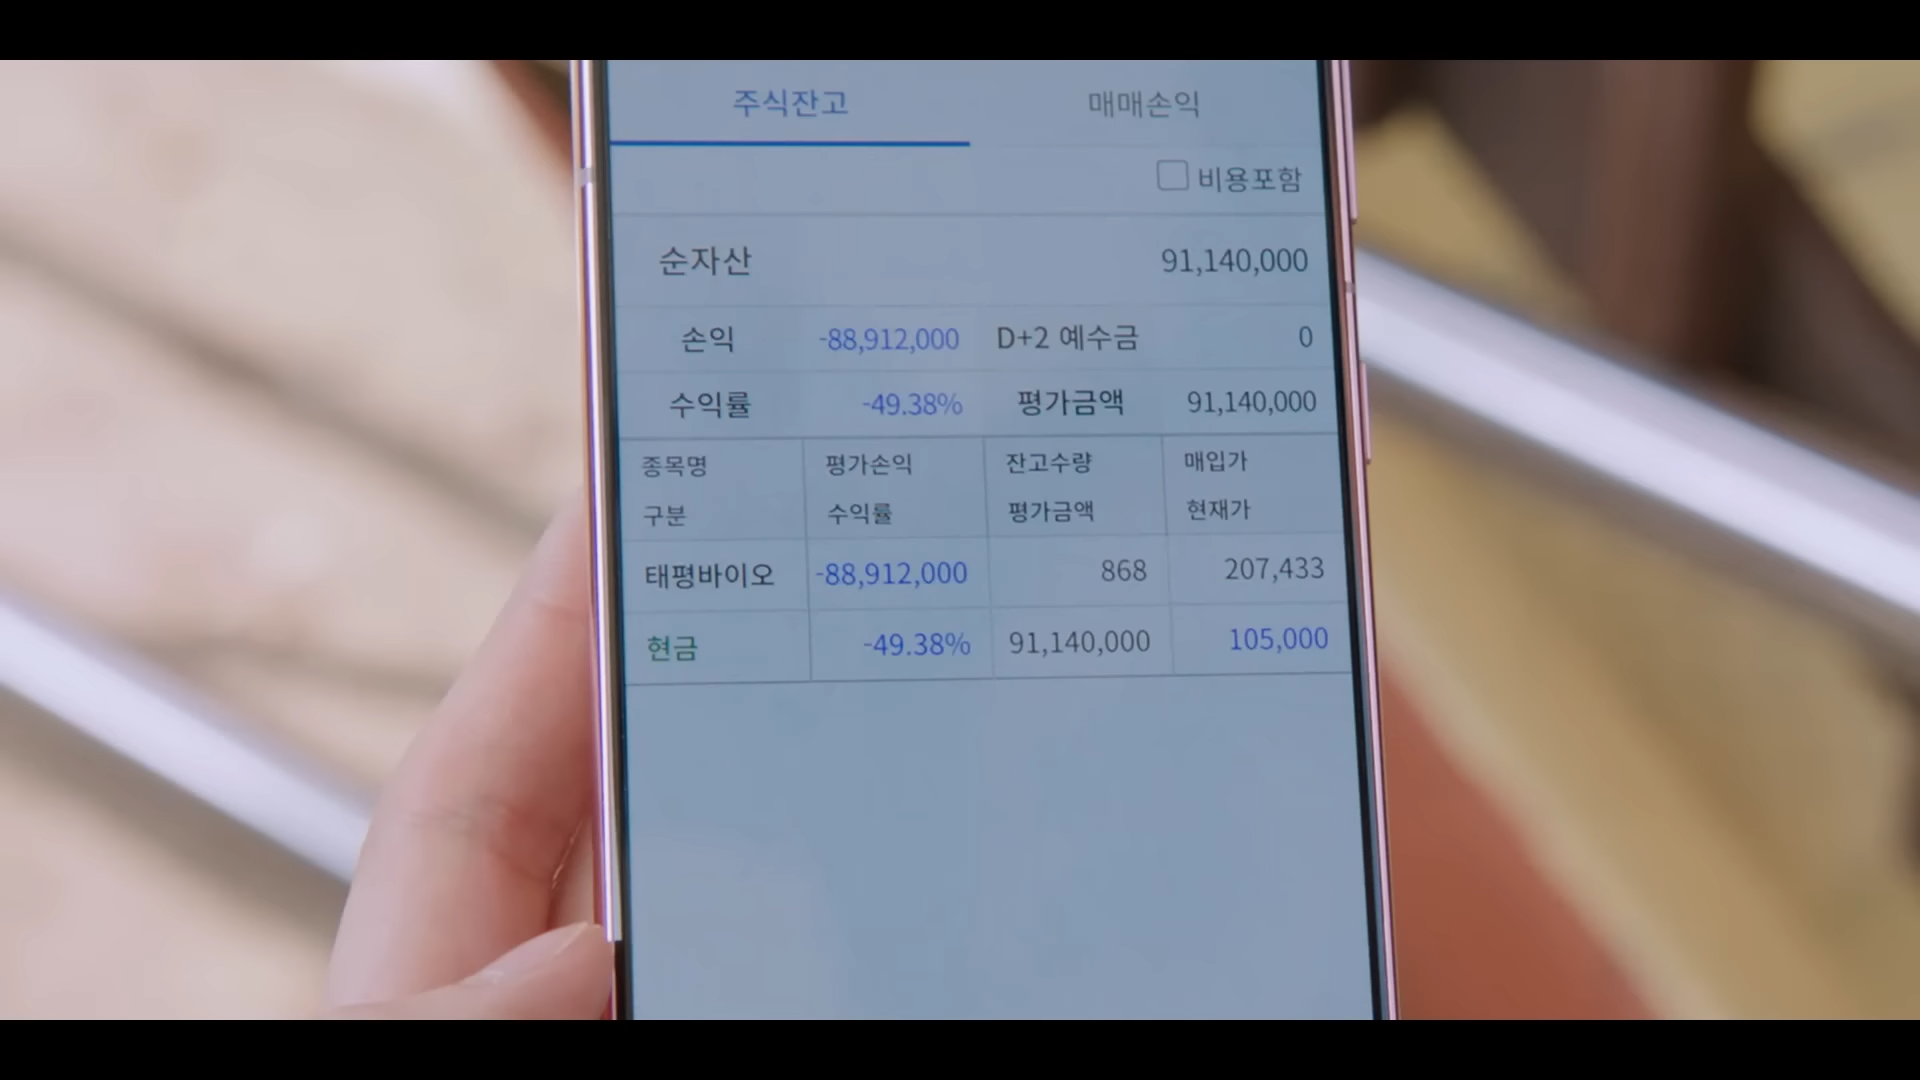 주식잔고 매매손익
비용포함
순자산 91,140,000
손익 -88,912,000 D+2 예수금 0
수익률 -49.38% 평가금액 91,140,000
종목명 평가손익 잔고수량 매입가
구분 수익률 평가금액 현재가
태평바이오 -88,912,000 868 207,433
현금 -49.38% 91,140,000 105,000